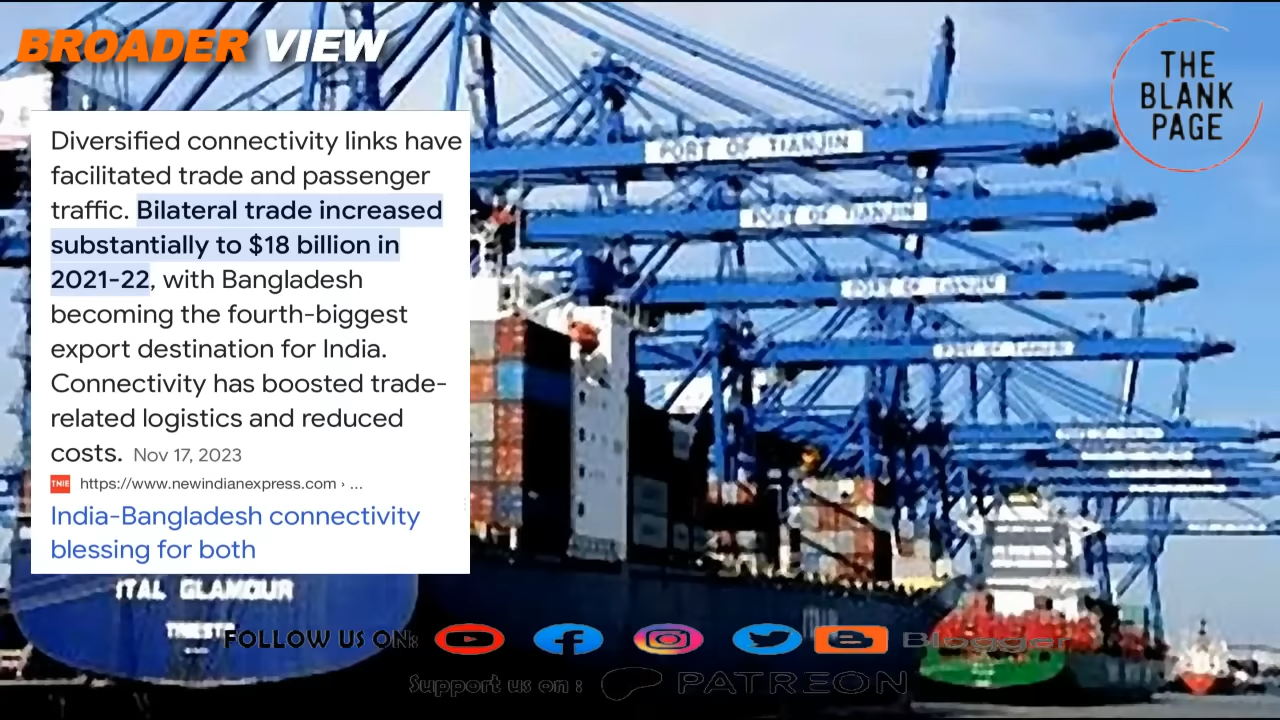 BROADER VIEW
THE
BLANK
PAGE
Diversified connectivity links have
facilitated trade and passenger
traffic. Bilateral trade increased
substantially to $18 billion in
2021-22, with Bangladesh
becoming the fourth-biggest
export destination for India.
Connectivity has boosted trade-
related logistics and reduced
costs. Nov 17, 2023
TNIE https://www.newindianexpress.com › ...
India-Bangladesh connectivity
blessing for both
PORT OF TIANJIN
PORT OF TIANJIN
PORT OF TIANJIN
ITAL GLAMOUR
FOLLOW US ON:
Blogger
Support us on :
PATREON